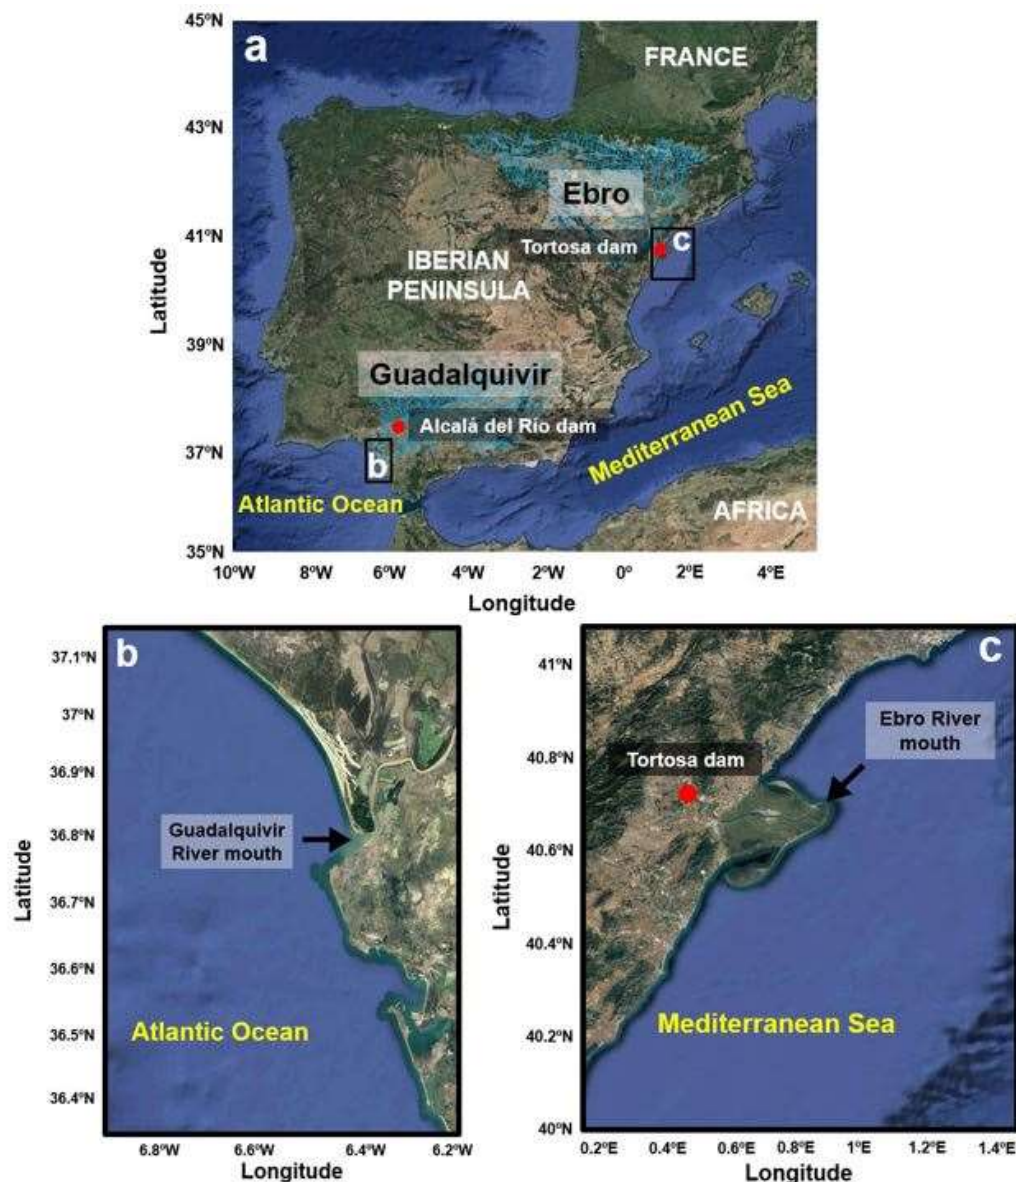 a
FRANCE
Ebro
Tortosa dam
c
IBERIAN
PENINSULA
Guadalquivir
Alcalá del Río dam
b
Mediterranean Sea
Atlantic Ocean
AFRICA
45ºN
43ºN
41ºN
39ºN
37ºN
35ºN
Latitude
10ºW 8ºW 6ºW 4ºW 2ºW 0º 2ºE 4ºE
Longitude
b
37.1ºN
37ºN
36.9ºN
36.8ºN
36.7ºN
36.6ºN
36.5ºN
36.4ºN
Latitude
Guadalquivir
River mouth
Atlantic Ocean
6.8ºW 6.6ºW 6.4ºW 6.2ºW
Longitude
c
41ºN
40.8ºN
40.6ºN
40.4ºN
40.2ºN
40ºN
Latitude
Ebro River
mouth
Tortosa dam
Mediterranean Sea
0.2ºE 0.4ºE 0.6ºE 0.8ºE 1ºE 1.2ºE 1.4ºE
Longitude